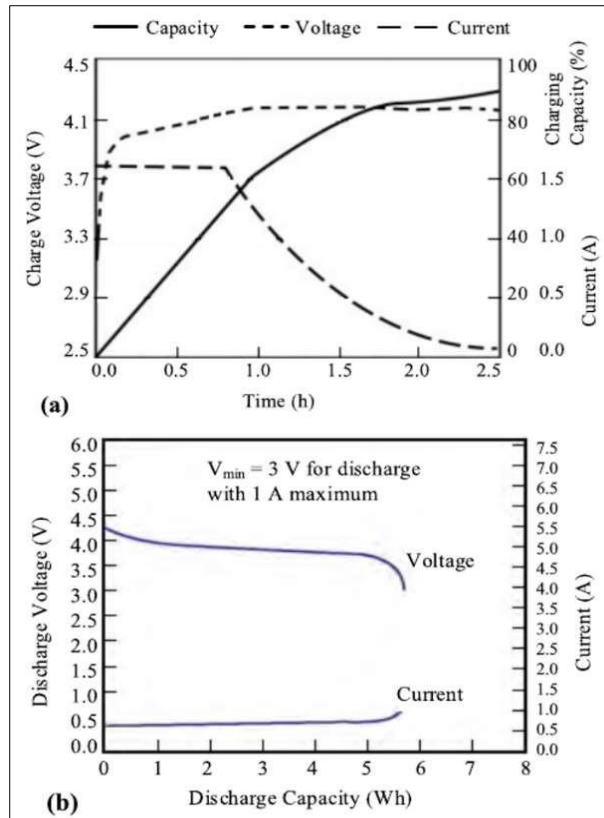 Capacity Voltage Current
4.5
4.1
3.7
3.3
2.9
2.5
Charge Voltage (V)
100
80
60
40
20
0
Charging
Capacity (%)
1.5
1.0
0.5
0.0
Current (A)
0.0 0.5 1.0 1.5 2.0 2.5
Time (h)
(a)
6.0
5.5
5.0
4.5
4.0
3.5
3.0
2.5
2.0
1.5
1.0
0.5
0.0
Discharge Voltage (V)
Vmin = 3 V for discharge
with 1 A maximum
Voltage
Current
7.5
7.0
6.5
6.0
5.5
5.0
4.5
4.0
3.5
3.0
2.5
2.0
1.5
1.0
0.5
0.0
Current (A)
0 1 2 3 4 5 6 7 8
Discharge Capacity (Wh)
(b)